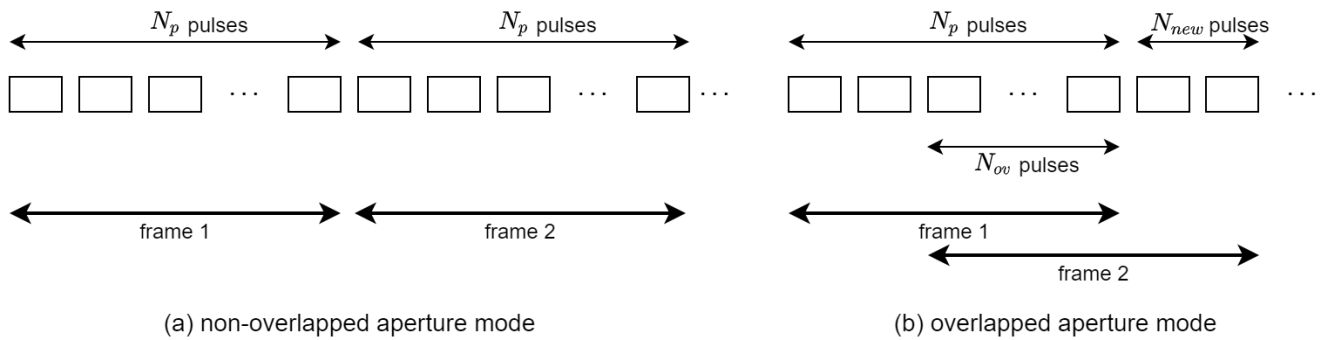 N_p pulses
N_p pulses
...
...
frame 1
frame 2
(a) non-overlapped aperture mode
N_p pulses
N_new pulses
...
...
N_ov pulses
frame 1
frame 2
(b) overlapped aperture mode